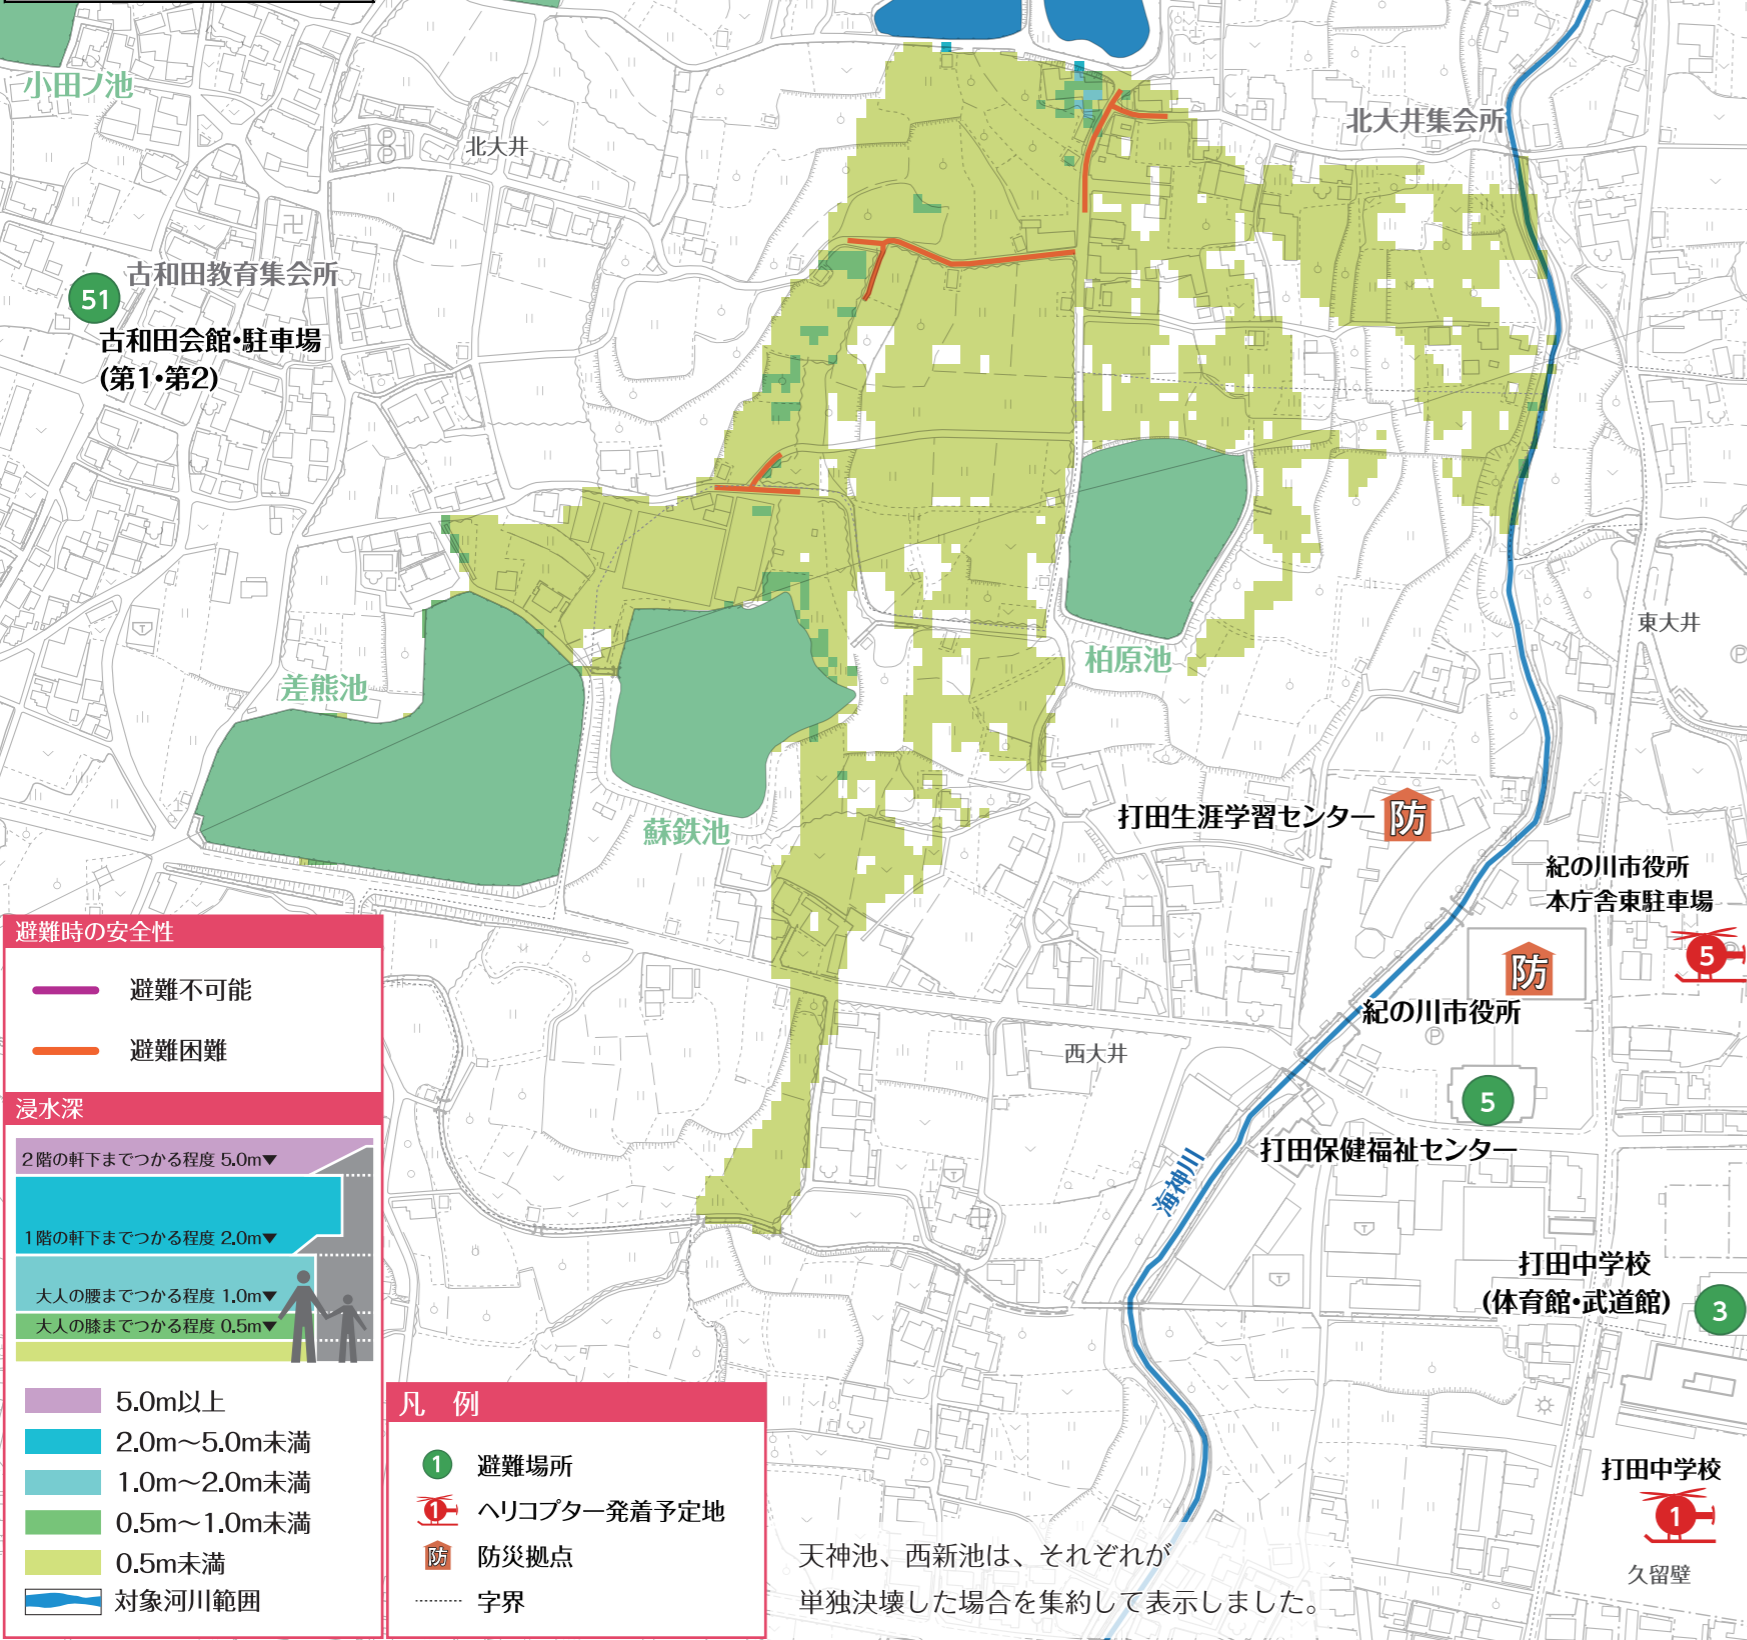 小田ノ池
北大井
北大井集会所
古和田教育集会所
51
古和田会館・駐車場
(第1・第2)
東大井
柏原池
差熊池
蘇鉄池
打田生涯学習センター
防
紀の川市役所
本庁舎東駐車場
5
防
紀の川市役所
西大井
5
打田保健福祉センター
海神川
打田中学校
(体育館・武道館)
3
打田中学校
1
久留壁
避難時の安全性
避難不可能
避難困難
浸水深
2階の軒下までつかる程度 5.0m▼
1階の軒下までつかる程度 2.0m▼
大人の腰までつかる程度 1.0m▼
大人の膝までつかる程度 0.5m▼
5.0m以上
2.0m〜5.0m未満
1.0m〜2.0m未満
0.5m〜1.0m未満
0.5m未満
対象河川範囲
凡 例
1 避難場所
1 ヘリコプター発着予定地
防 防災拠点
字界
天神池、西新池は、それぞれが
単独決壊した場合を集約して表示しました。